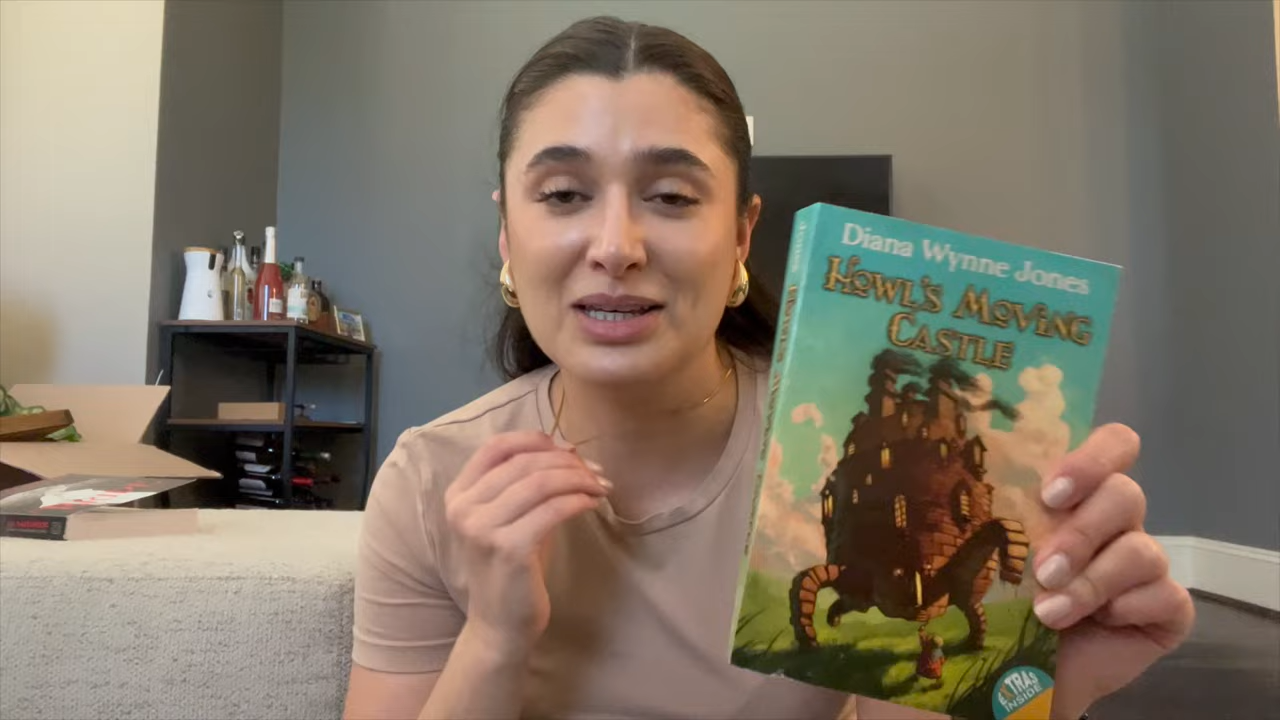 Diana Wynne Jones
HOWL'S MOVING
CASTLE
EXTRAS
INSIDE